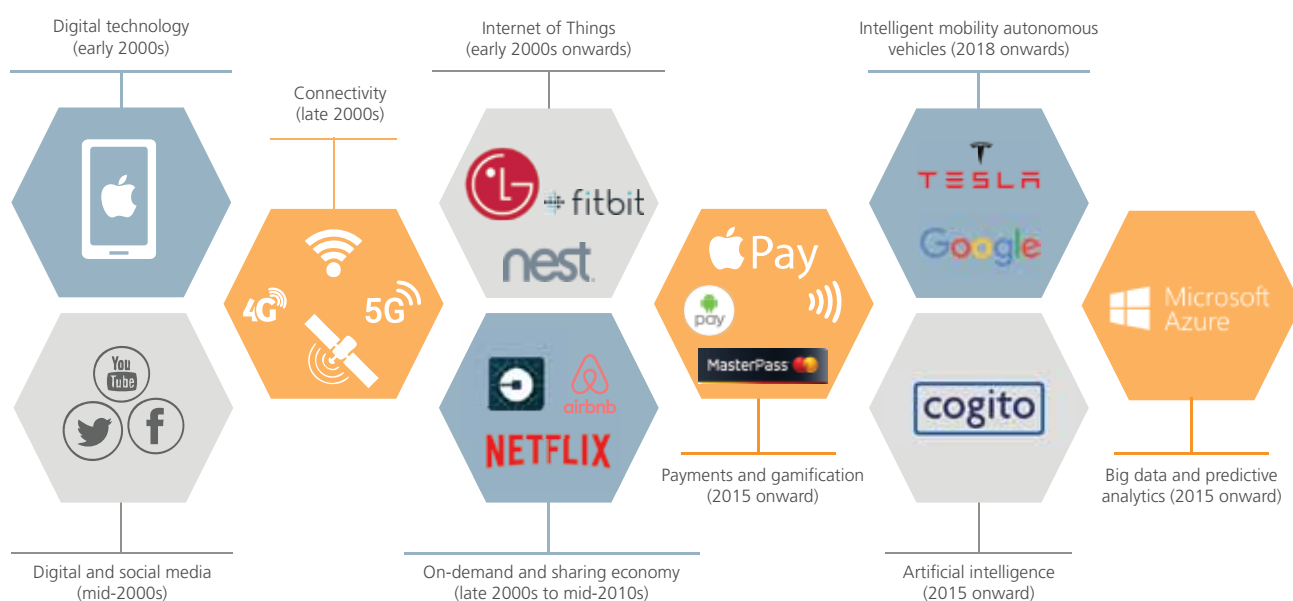 Digital technology
(early 2000s)
Connectivity
(late 2000s)
Internet of Things
(early 2000s onwards)
Intelligent mobility autonomous
vehicles (2018 onwards)
LG
fitbit
nest
TESLA
Google
4G
5G
Pay
pay
MasterPass
Microsoft
Azure
You
Tube
f
airbnb
NETFLIX
cogito
Payments and gamification
(2015 onward)
Big data and predictive
analytics (2015 onward)
Digital and social media
(mid-2000s)
On-demand and sharing economy
(late 2000s to mid-2010s)
Artificial intelligence
(2015 onward)